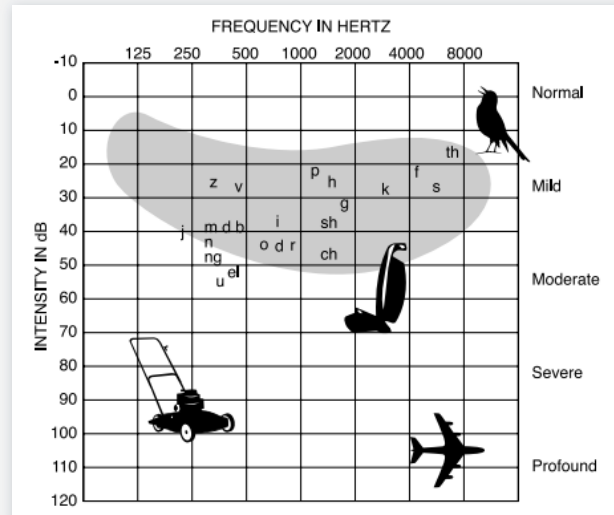 FREQUENCY IN HERTZ
125 250 500 1000 2000 4000 8000
INTENSITY IN dB
-10
0
Normal
10
20
th
p
f
z
v
h
k
s
Mild
30
g
j
m d b
i
sh
40
n
o d r
ng
ch
50
el
u
Moderate
60
70
80
Severe
90
100
110
Profound
120